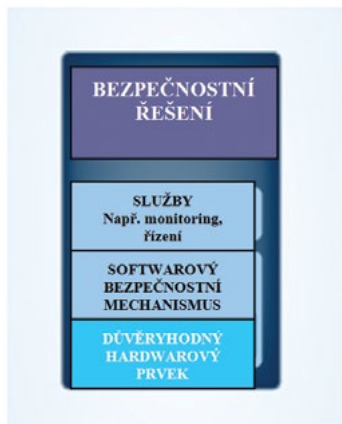 BEZPEČNOSTNÍ
ŘEŠENÍ
SLUŽBY
Např. monitoring,
řízení
SOFTWAROVÝ
BEZPEČNOSTNÍ
MECHANISMUS
DŮVĚRYHODNÝ
HARDWAROVÝ
PRVEK